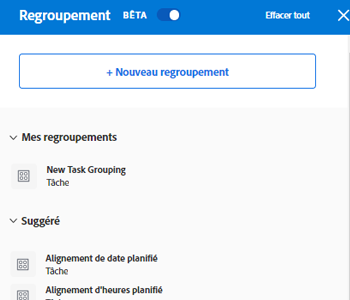 Regroupement BÊTA Effacer tout
+ Nouveau regroupement
Mes regroupements
New Task Grouping
Tâche
Suggéré
Alignement de date planifié
Tâche
Alignement d'heures planifié